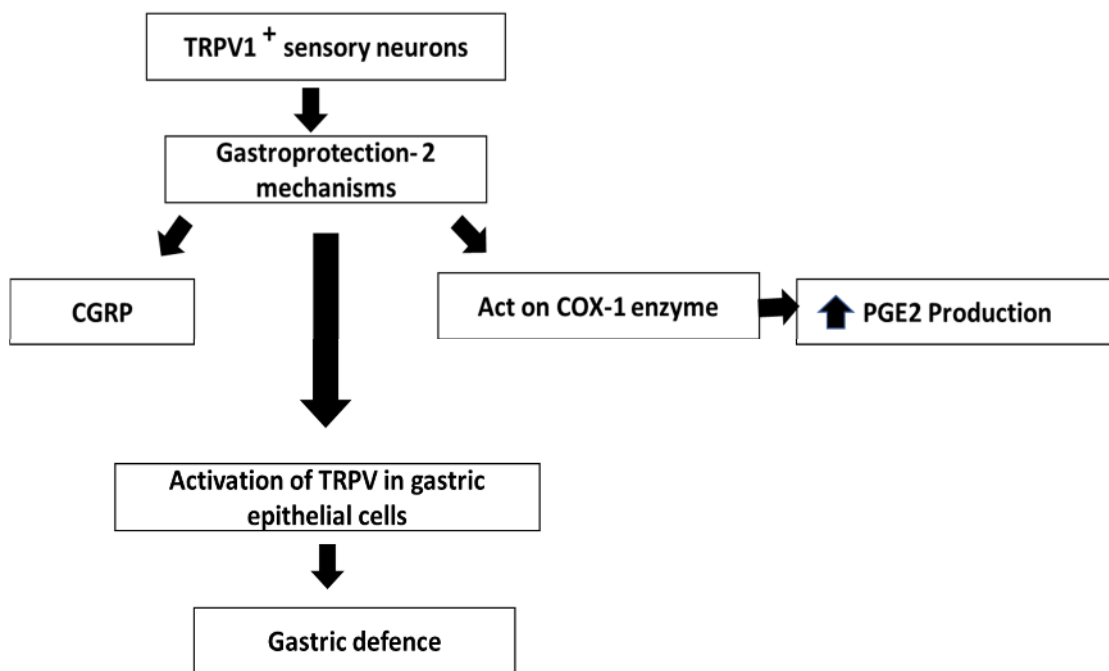 TRPV1 + sensory neurons
Gastroprotection- 2
mechanisms
CGRP
Act on COX-1 enzyme
PGE2 Production
Activation of TRPV in gastric
epithelial cells
Gastric defence